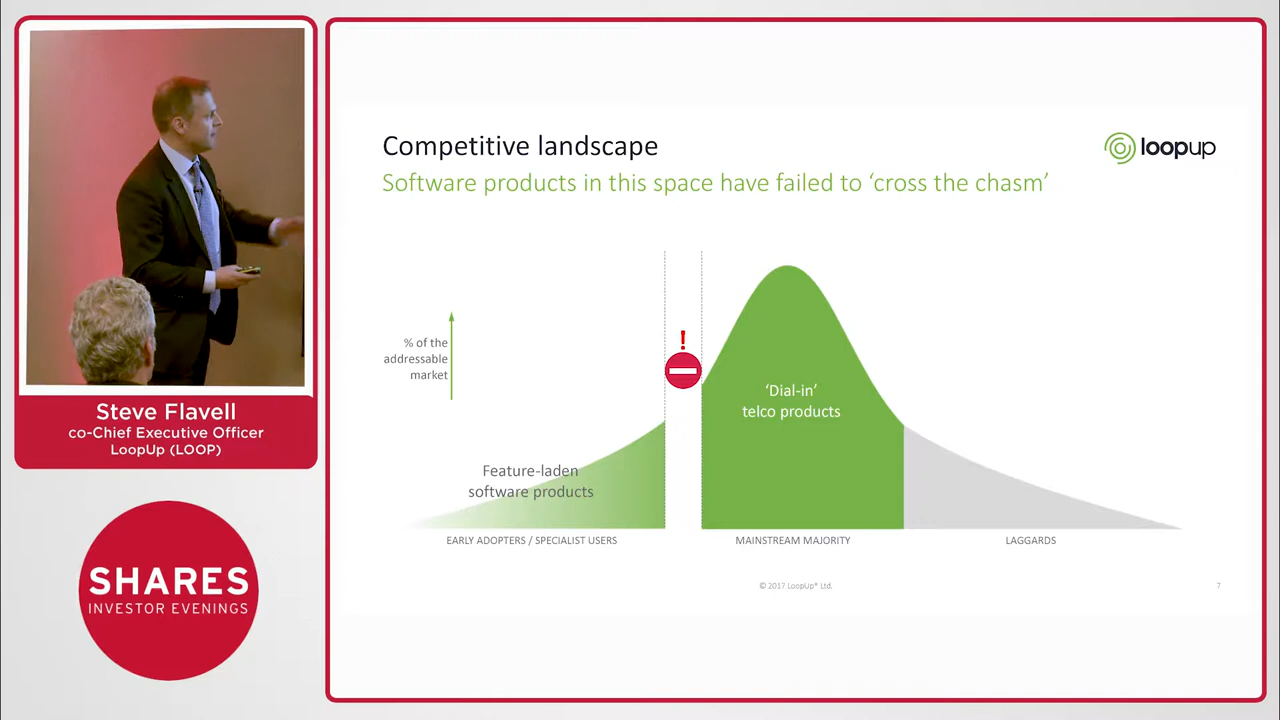 Steve Flavell
co-Chief Executive Officer
LoopUp (LOOP)
SHARES
INVESTOR EVENINGS
Competitive landscape
Software products in this space have failed to ‘cross the chasm’
loopup
% of the
addressable
market
!
‘Dial-in’
telco products
Feature-laden
software products
EARLY ADOPTERS / SPECIALIST USERS
MAINSTREAM MAJORITY
LAGGARDS
© 2017 LoopUp® Ltd.
7